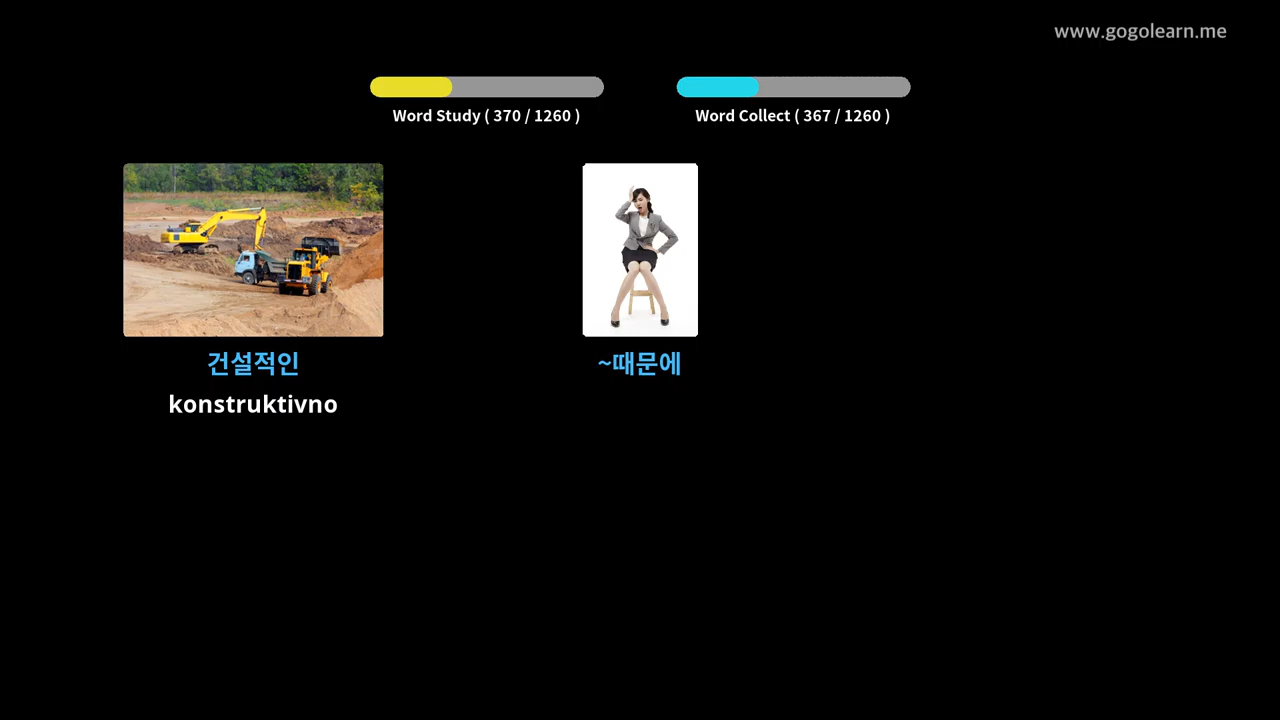 www.gogolearn.me
Word Study ( 370 / 1260 )
Word Collect ( 367 / 1260 )
건설적인
~때문에
konstruktivno